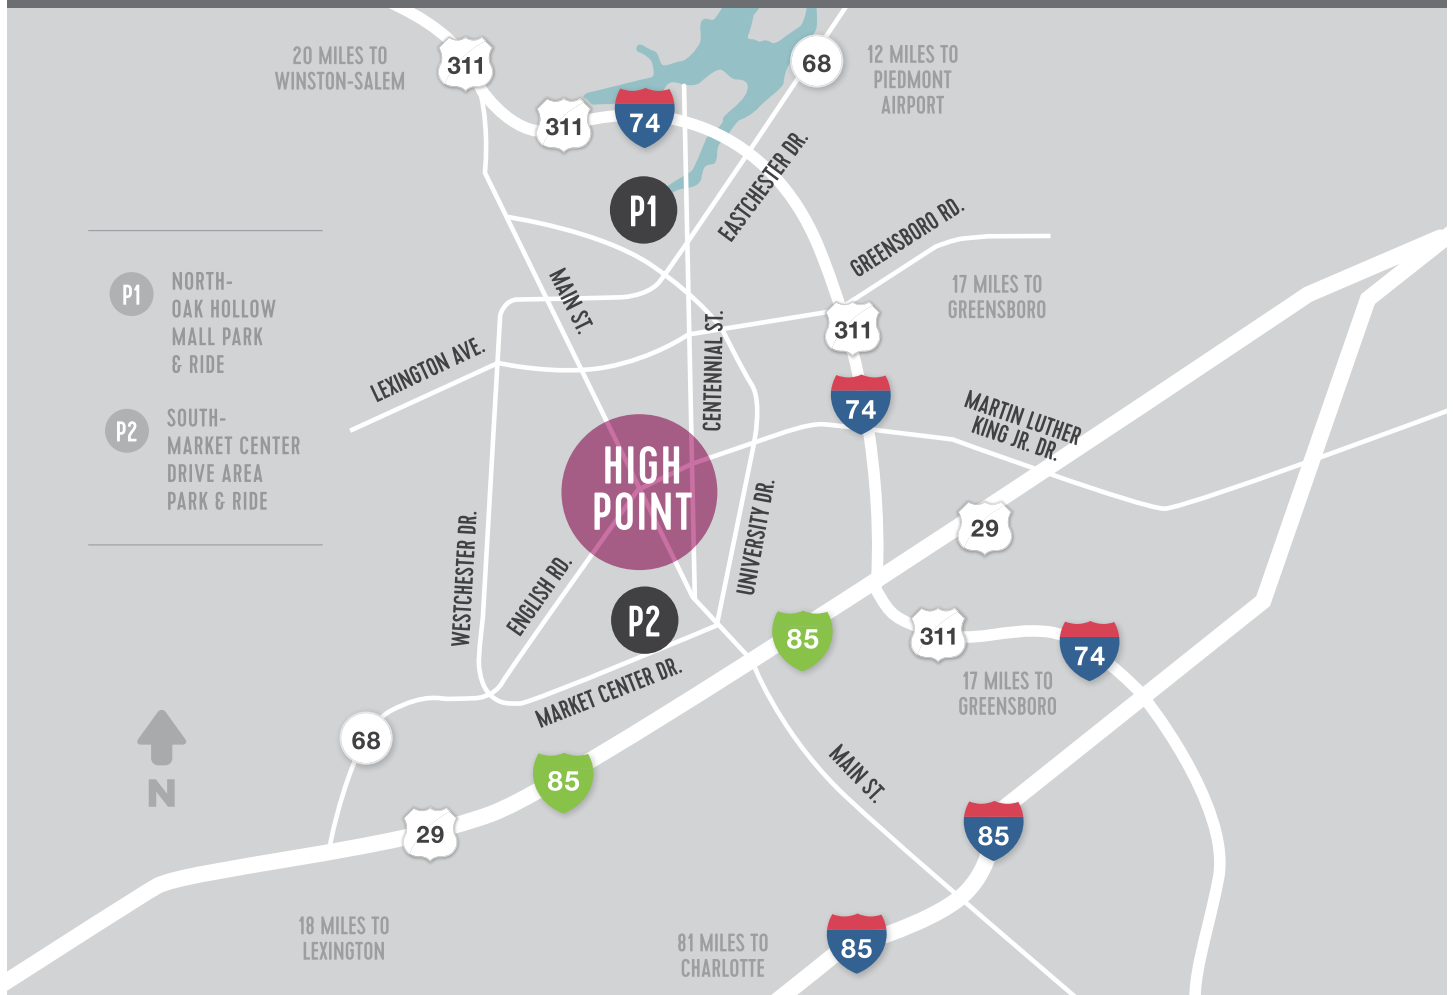 311
20 MILES TO
WINSTON-SALEM
68
12 MILES TO
PIEDMONT
AIRPORT
311
74
EASTCHESTER DR.
P1
GREENSBORO RD.
P1
NORTH-
OAK HOLLOW
MALL PARK
& RIDE
MAIN ST.
17 MILES TO
GREENSBORO
311
CENTENNIAL ST.
LEXINGTON AVE.
74
P2
SOUTH-
MARKET CENTER
DRIVE AREA
PARK & RIDE
MARTIN LUTHER
KING JR. DR.
HIGH
POINT
29
UNIVERSITY DR.
WESTCHESTER DR.
ENGLISH RD.
P2
85
311
74
MARKET CENTER DR.
17 MILES TO
GREENSBORO
68
N
85
MAIN ST.
29
85
18 MILES TO
LEXINGTON
81 MILES TO
CHARLOTTE
85